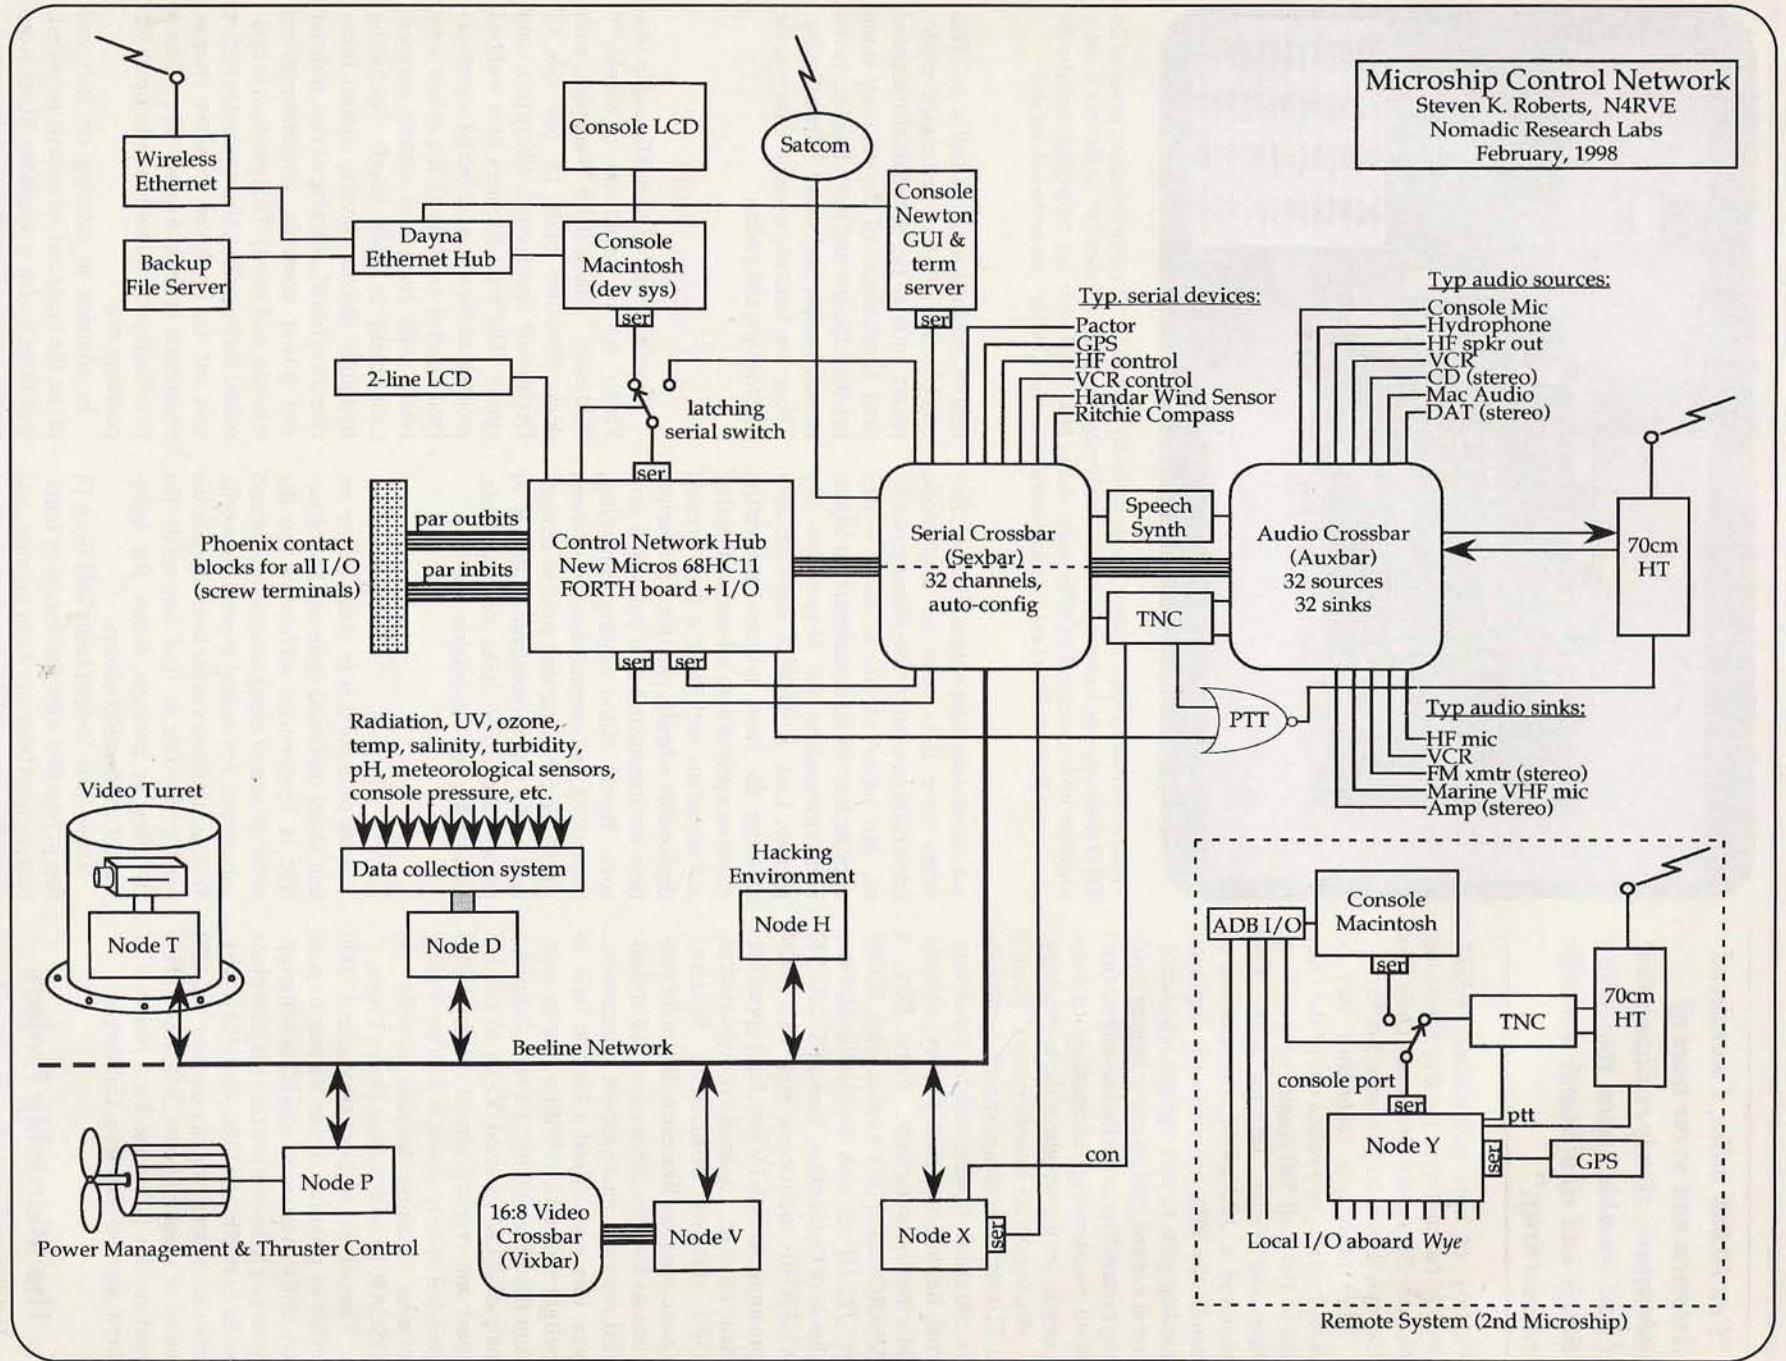 Microship Control Network
Steven K. Roberts, N4RVE
Nomadic Research Labs
February, 1998
Wireless
Ethernet
Backup
File Server
Dayna
Ethernet Hub
Console LCD
Console
Macintosh
(dev sys)
ser
Satcom
Console
Newton
GUI &
term
server
ser
2-line LCD
latching
serial switch
ser
Typ. serial devices:
Pactor
GPS
HF control
VCR control
Handar Wind Sensor
Ritchie Compass
Typ audio sources:
Console Mic
Hydrophone
HF spkr out
VCR
CD (stereo)
Mac Audio
DAT (stereo)
Phoenix contact
blocks for all I/O
(screw terminals)
par outbits
par inbits
Control Network Hub
New Micros 68HC11
FORTH board + I/O
ser
ser
Serial Crossbar
(Sexbar)
32 channels,
auto-config
Speech
Synth
TNC
Audio Crossbar
(Auxbar)
32 sources
32 sinks
70cm
HT
PTT
Typ audio sinks:
HF mic
VCR
FM xmtr (stereo)
Marine VHF mic
Amp (stereo)
Radiation, UV, ozone,
temp, salinity, turbidity,
pH, meteorological sensors,
console pressure, etc.
Video Turret
Node T
Data collection system
Node D
Hacking
Environment
Node H
Beeline Network
Node P
Power Management & Thruster Control
16:8 Video
Crossbar
(Vixbar)
Node V
Node X
ser
con
Console
Macintosh
ADB I/O
ser
TNC
70cm
HT
console port
ser
ptt
Node Y
ser
GPS
Local I/O aboard Wye
Remote System (2nd Microship)